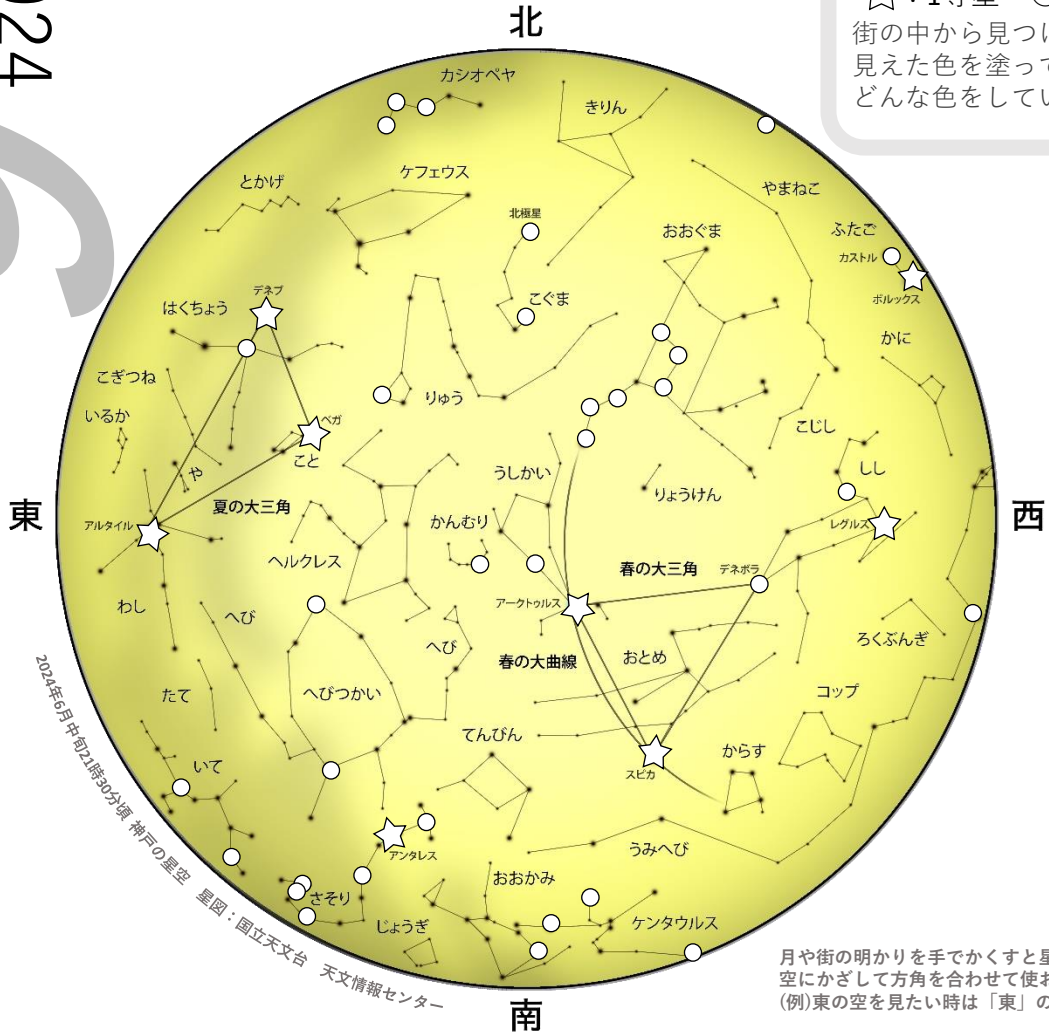 2024
6
北
☆:1等星
街の中から見つけ
見えた色を塗って
どんな色をしてい
カシオペヤ
きりん
とかげ
ケフェウス
北極星
やまねこ
おおぐま
ふたご
カストル
ポルックス
はくちょう
デネブ
こぐま
かに
こぎつね
いるか
りゅう
ベガ
こと
や
こじし
うしかい
しし
りょうけん
東
アルタイル
夏の大三角
かんむり
レグルス
西
ヘルクレス
春の大三角
デネボラ
わし
へび
アークトゥルス
へび
春の大曲線
おとめ
ろくぶんぎ
たて
へびつかい
コップ
てんびん
からす
いて
スピカ
アンタレス
うみへび
さそり
おおかみ
じょうぎ
ケンタウルス
2024年6月中旬21時30分頃 神戸の星空 星図:国立天文台 天文情報センター
南
月や街の明かりを手でかくすと星
空にかざして方角を合わせて使お
(例)東の空を見たい時は「東」の